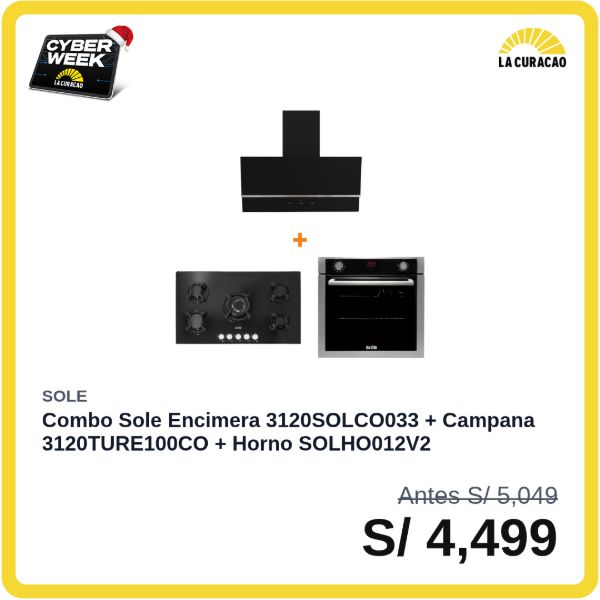 CYBER
WEEK
LA CURACAO
LA CURACAO
sole
SOLE
Combo Sole Encimera 3120SOLCO033 + Campana
3120TURE100CO + Horno SOLHO012V2
Antes S/ 5,049
S/ 4,499